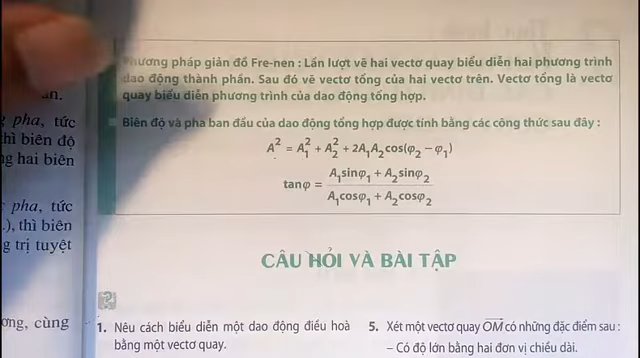 Phương pháp giản đồ Fre-nen : Lần lượt vẽ hai vectơ quay biểu diễn hai phương trình
dao động thành phần. Sau đó vẽ vectơ tổng của hai vectơ trên. Vectơ tổng là vectơ
quay biểu diễn phương trình của dao động tổng hợp.
Biên độ và pha ban đầu của dao động tổng hợp được tính bằng các công thức sau đây :
A² = A₁² + A₂² + 2A₁A₂cos(φ₂ – φ₁)
tanφ = (A₁sinφ₁ + A₂sinφ₂) / (A₁cosφ₁ + A₂cosφ₂)
pha, tức
hì biên độ
g hai biên
pha, tức
.), thì biên
g trị tuyệt
ơng, cùng
CÂU HỎI VÀ BÀI TẬP
?
1. Nêu cách biểu diễn một dao động điều hoà
bằng một vectơ quay.
5. Xét một vectơ quay OM có những đặc điểm sau :
– Có độ lớn bằng hai đơn vị chiều dài.